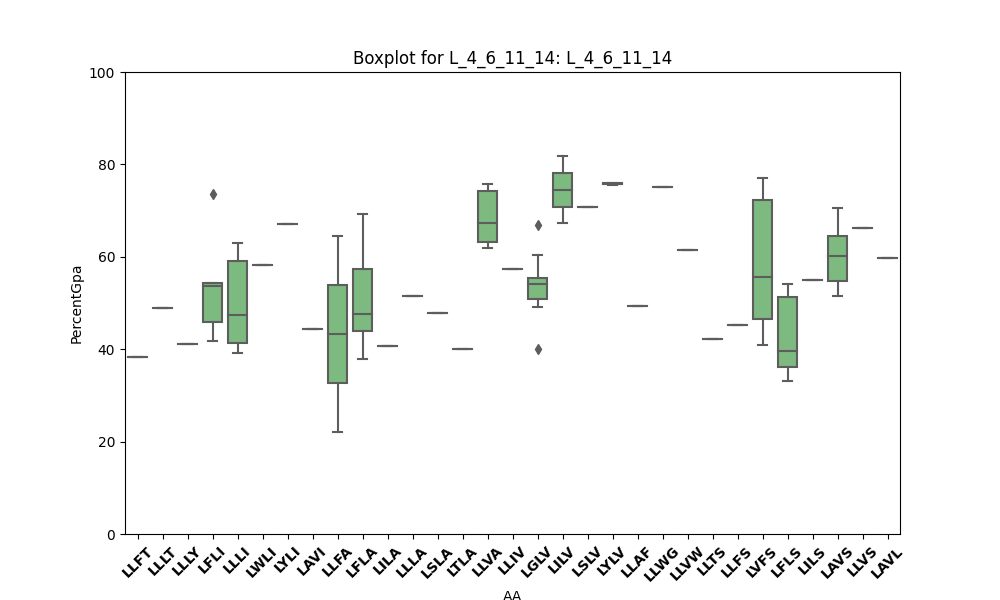 Boxplot for L_4_6_11_14: L_4_6_11_14
PercentGpa
100
80
60
40
20
0
LLFT LLLT LLLY LFLI LLLI LWLI LYLI LAVI LLFA LFLA LILA LLLA LSLA LTLA LLVA LLIV LGLV LILV LSLV LYLV LLAF LLWG LLVW LLTS LLFS LVFS LFLS LILS LAVS LLVS LAVL
AA